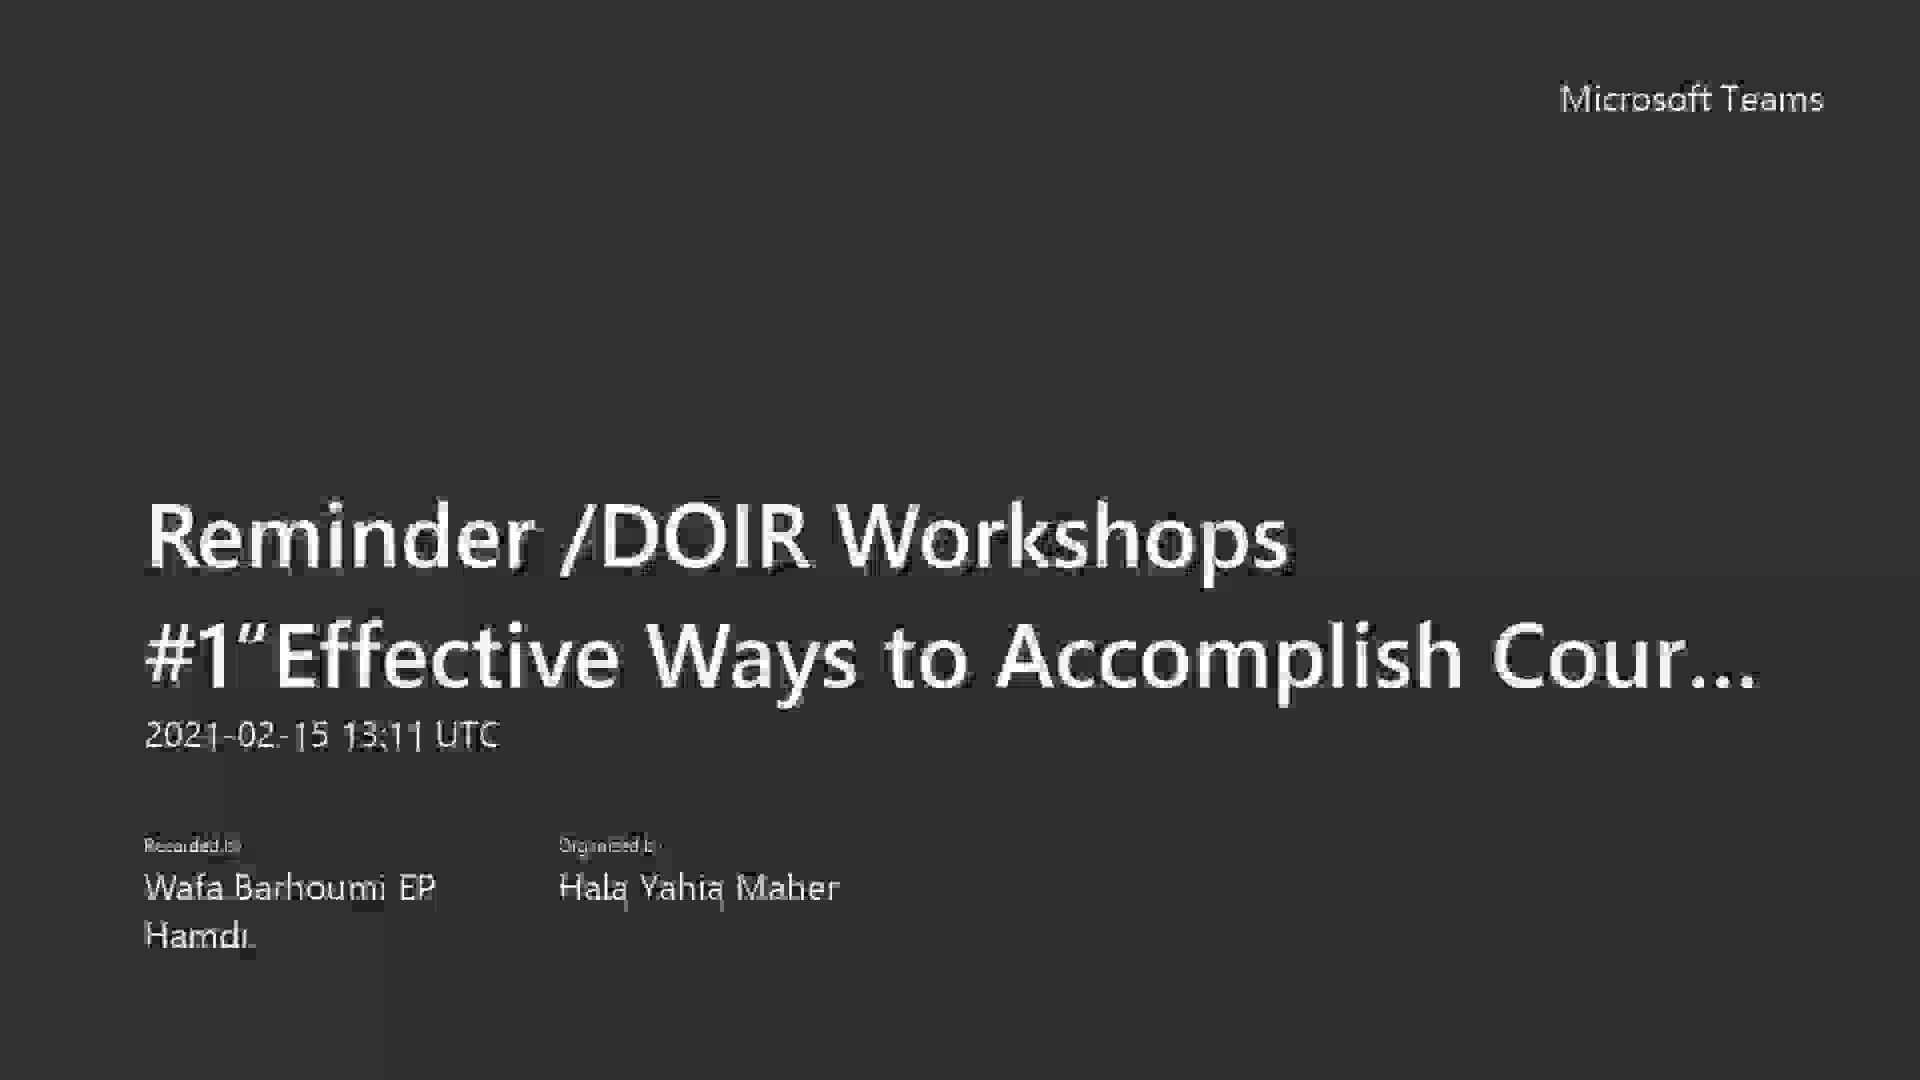 Microsoft Teams
Reminder /DOIR Workshops
#1"Effective Ways to Accomplish Cour...
2021-02-15 13:11 UTC
Recorded by
Organized by
Wafa Barhoumi EP
Hala Yahia Maher
Hamdi